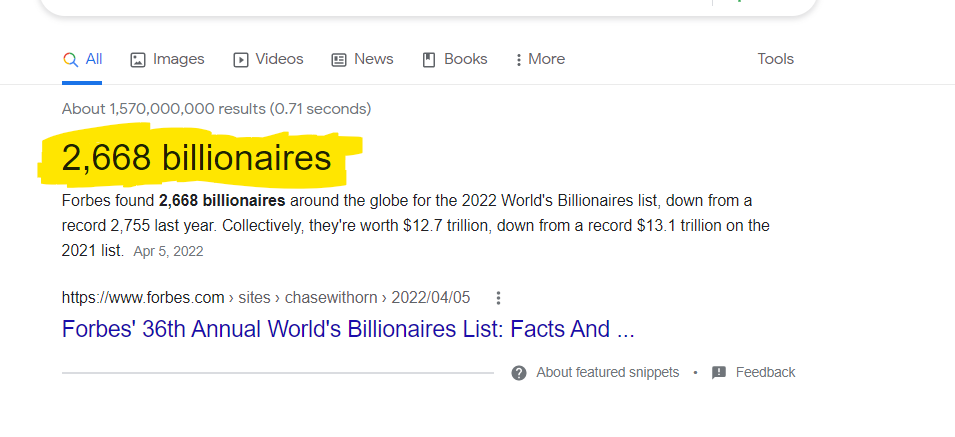 All Images Videos News Books More Tools
About 1,570,000,000 results (0.71 seconds)
2,668 billionaires
Forbes found 2,668 billionaires around the globe for the 2022 World's Billionaires list, down from a
record 2,755 last year. Collectively, they're worth $12.7 trillion, down from a record $13.1 trillion on the
2021 list. Apr 5, 2022
https://www.forbes.com › sites › chasewithorn › 2022/04/05
Forbes' 36th Annual World's Billionaires List: Facts And ...
About featured snippets • Feedback